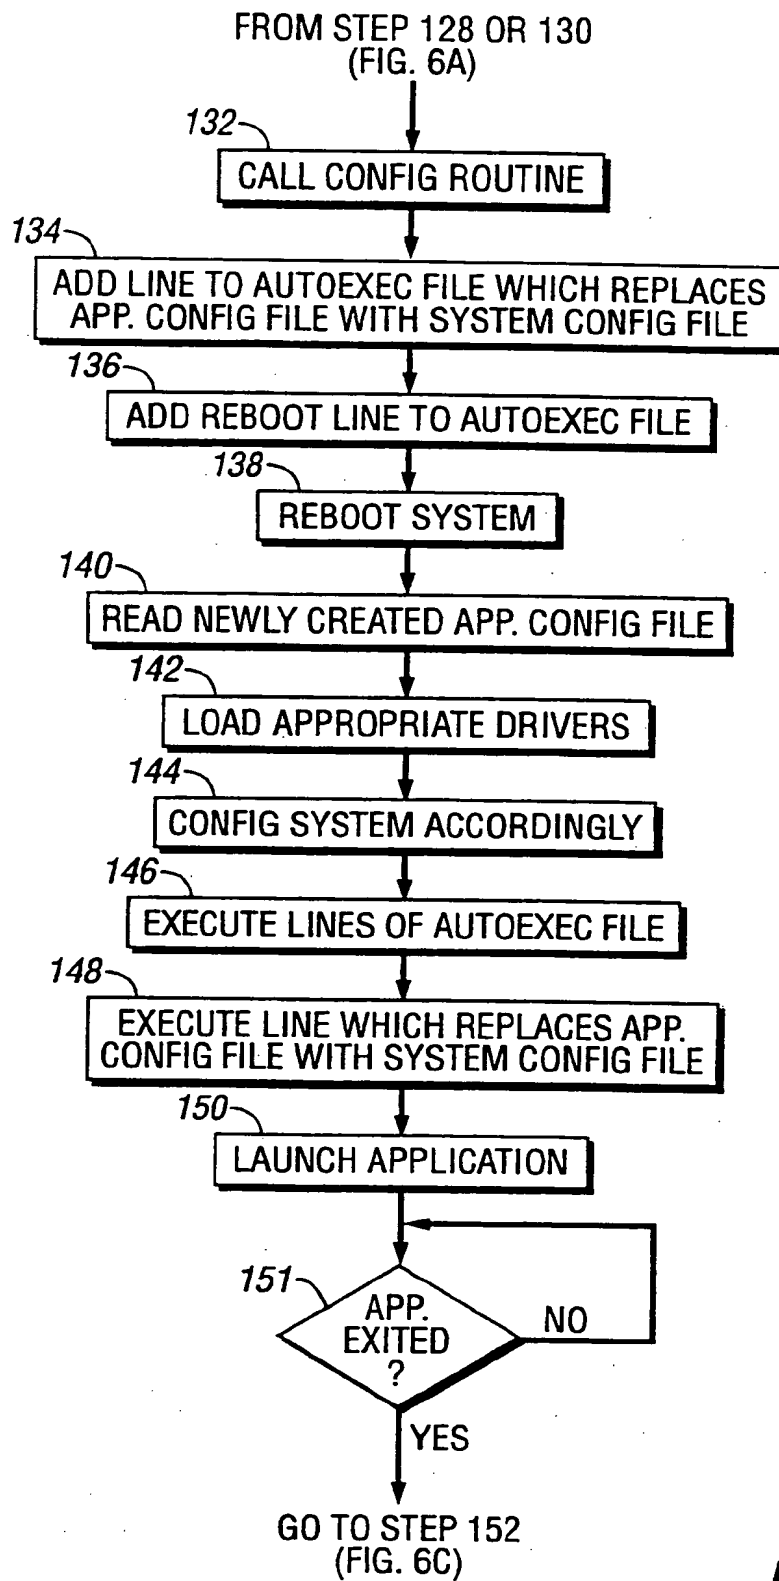 FROM STEP 128 OR 130
(FIG. 6A)
132
CALL CONFIG ROUTINE
134
ADD LINE TO AUTOEXEC FILE WHICH REPLACES
APP. CONFIG FILE WITH SYSTEM CONFIG FILE
136
ADD REBOOT LINE TO AUTOEXEC FILE
138
REBOOT SYSTEM
140
READ NEWLY CREATED APP. CONFIG FILE
142
LOAD APPROPRIATE DRIVERS
144
CONFIG SYSTEM ACCORDINGLY
146
EXECUTE LINES OF AUTOEXEC FILE
148
EXECUTE LINE WHICH REPLACES APP.
CONFIG FILE WITH SYSTEM CONFIG FILE
150
LAUNCH APPLICATION
151
APP.
EXITED
?
NO
YES
GO TO STEP 152
(FIG. 6C)